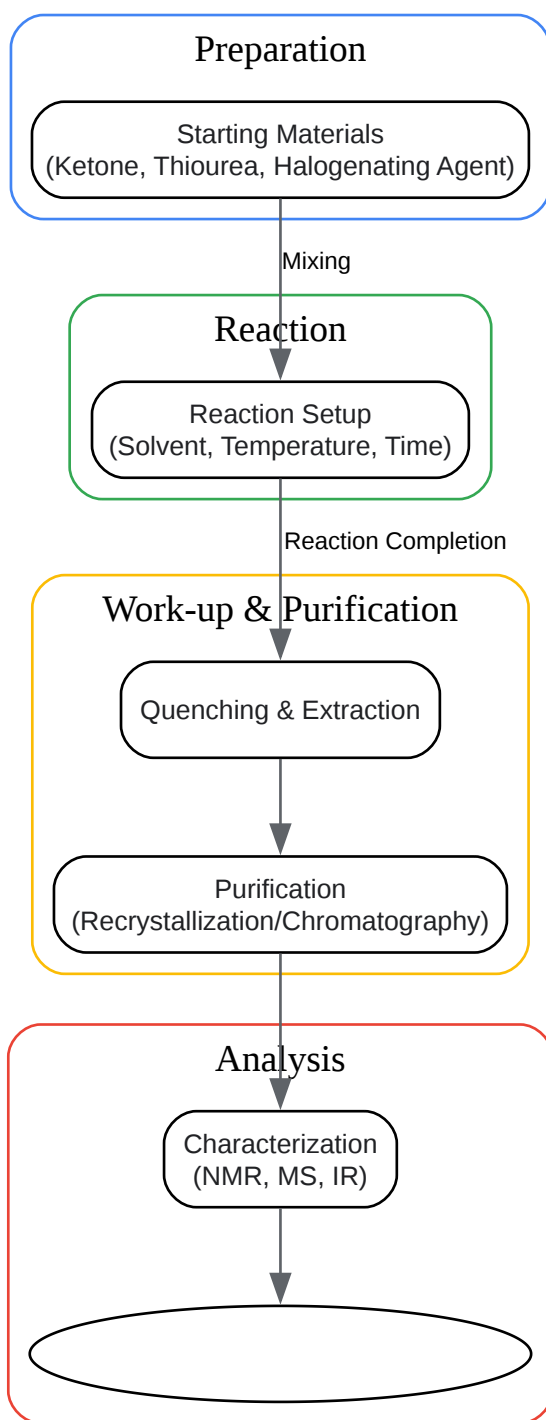 Preparation
Starting Materials
(Ketone, Thiourea, Halogenating Agent)
Mixing
Reaction
Reaction Setup
(Solvent, Temperature, Time)
Reaction Completion
Work-up & Purification
Quenching & Extraction
Purification
(Recrystallization/Chromatography)
Analysis
Characterization
(NMR, MS, IR)